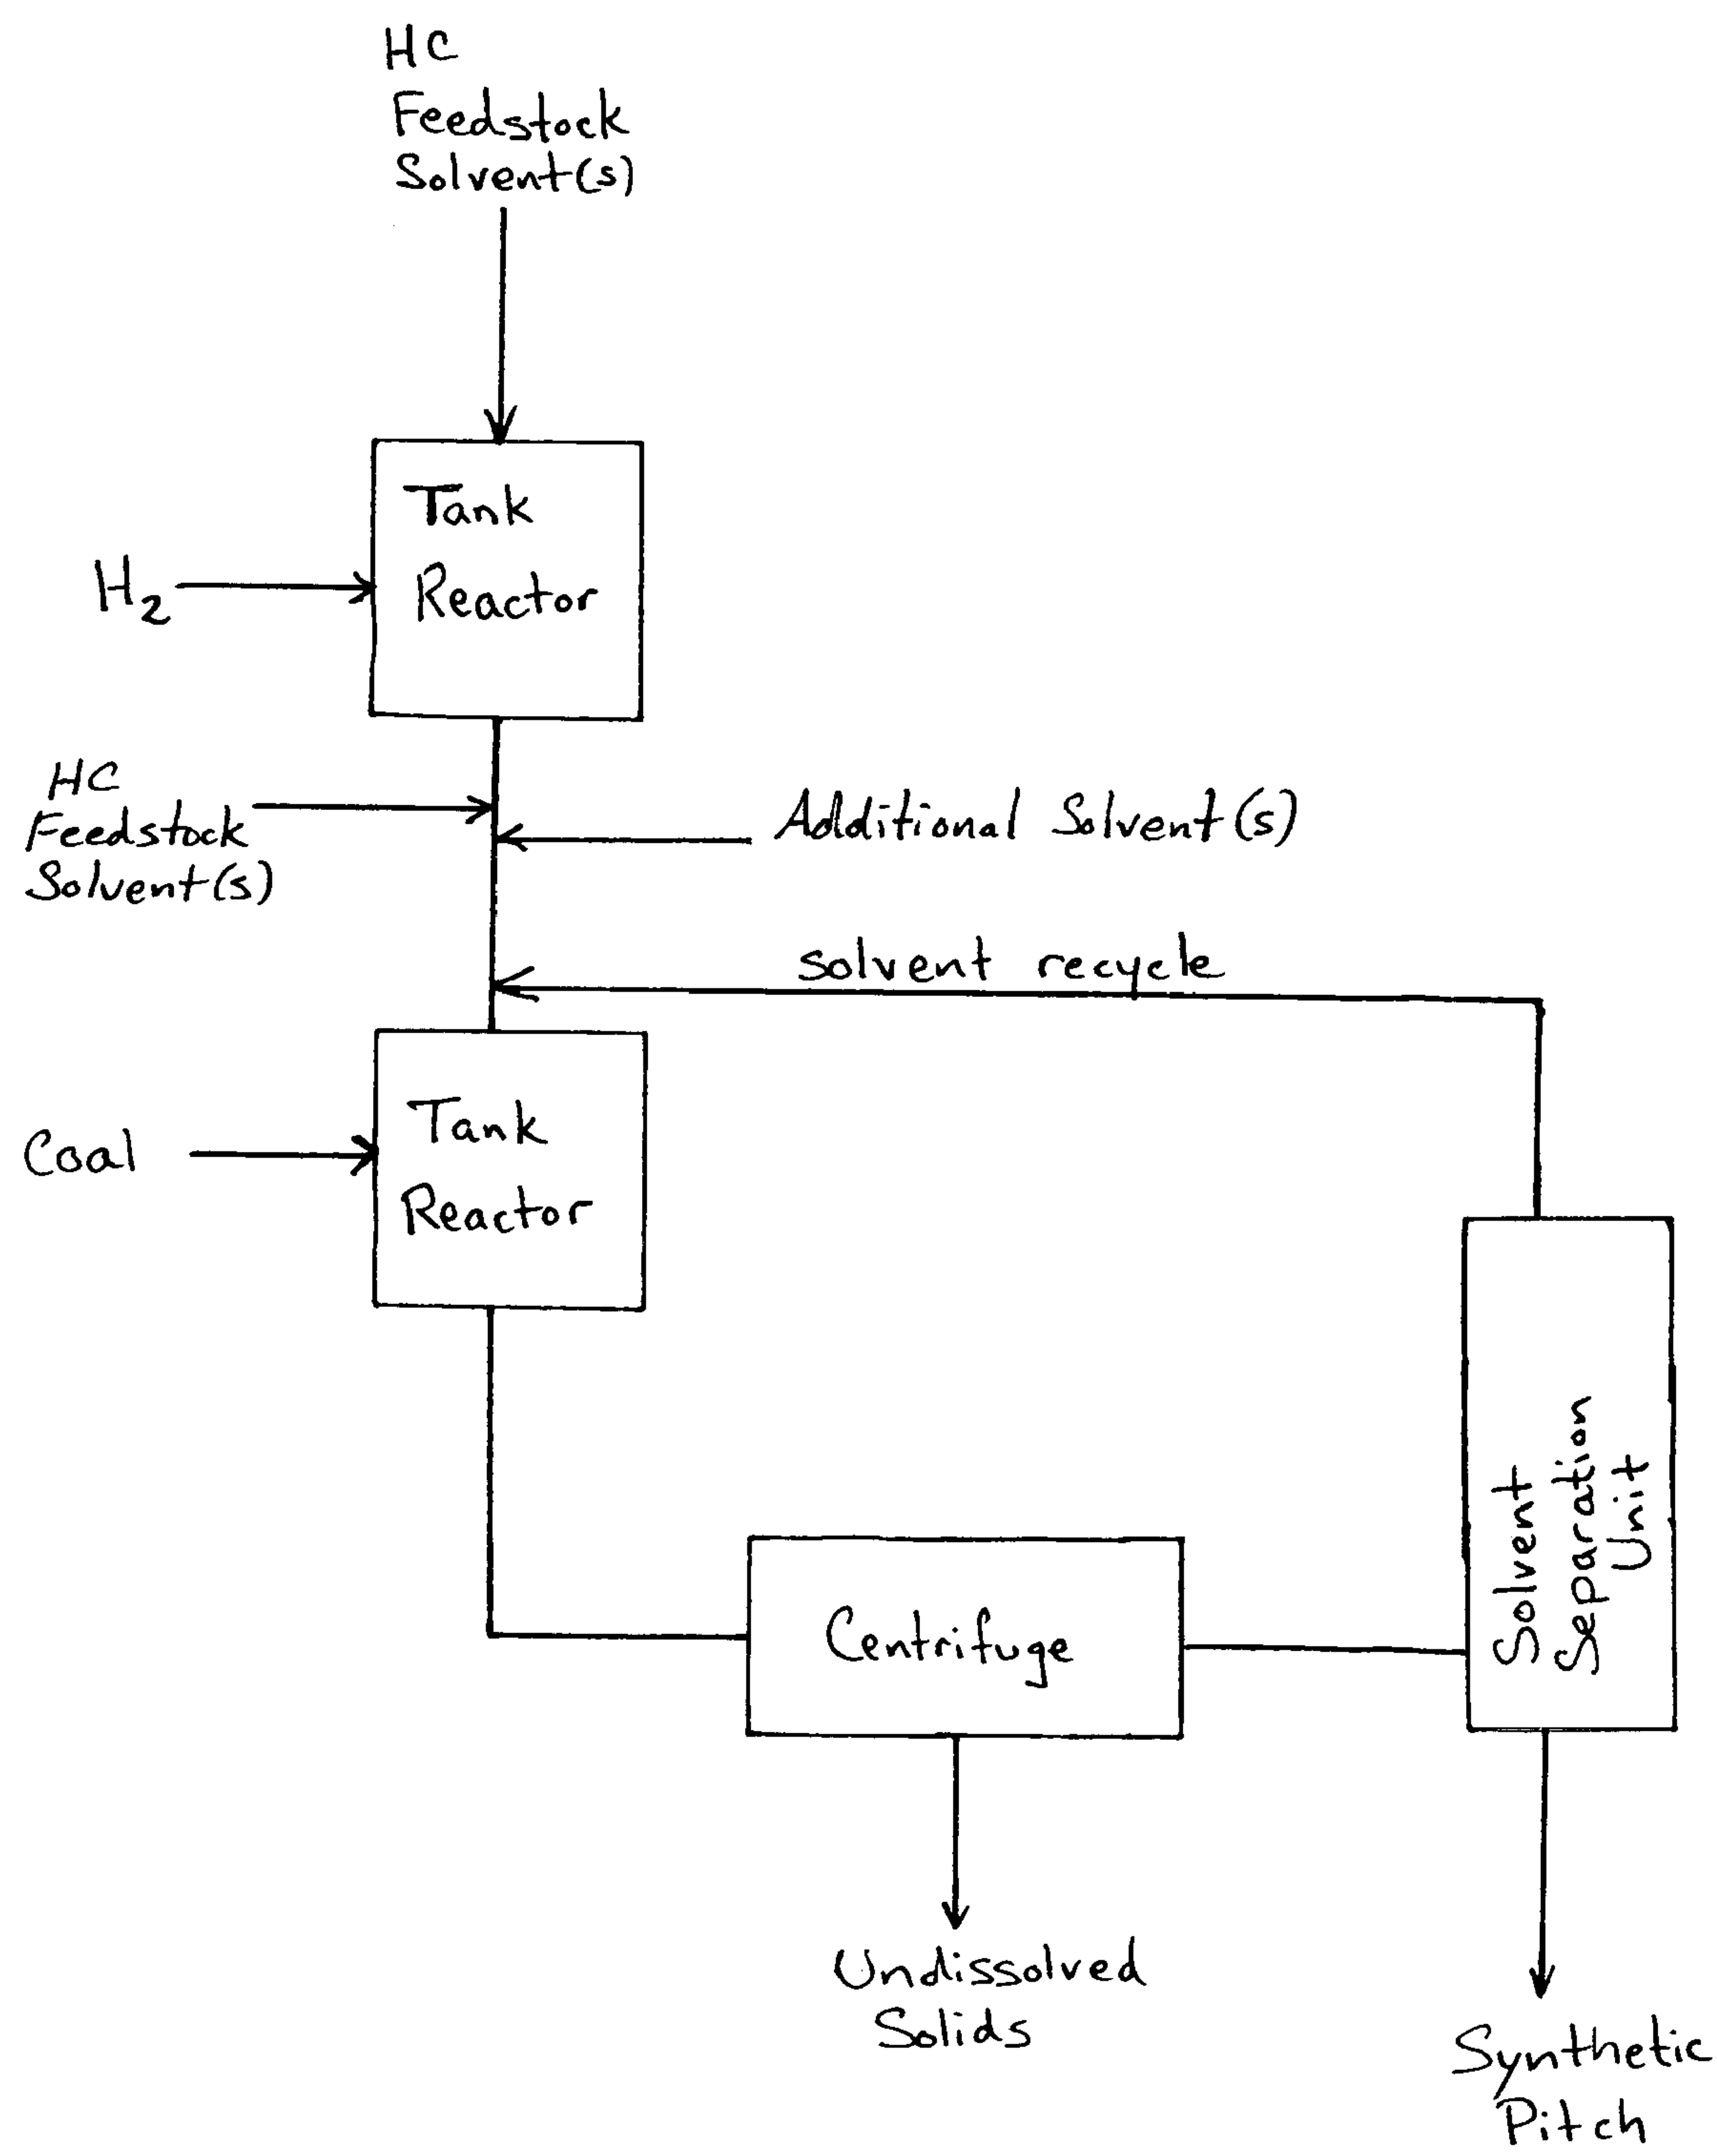 HC
Feedstock
Solvent(s)
Tank
Reactor
H2
HC
Feedstock
Solvent(s)
Additional Solvent(s)
solvent recycle
Tank
Reactor
Coal
Solvent
Separation
Unit
Centrifuge
Undissolved
Solids
Synthetic
Pitch